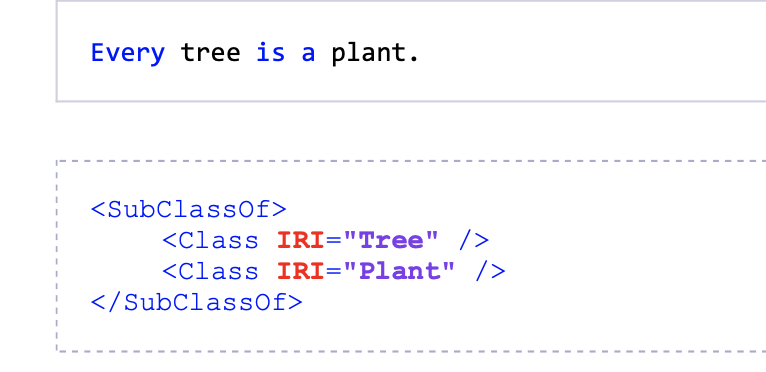 Every tree is a plant.
<SubClassOf>
<Class IRI="Tree" />
<Class IRI="Plant" />
</SubClassOf>